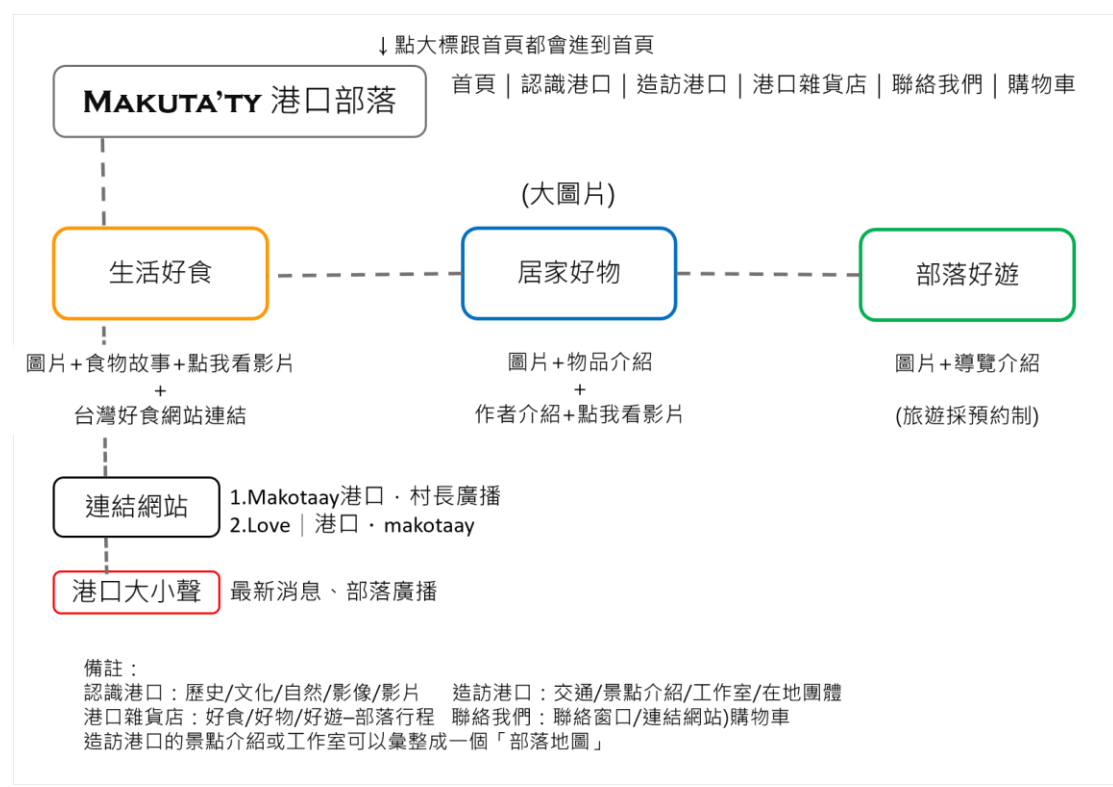 ↓點大標跟首頁都會進到首頁
MAKUTA'TY 港口部落
首頁｜認識港口｜造訪港口｜港口雜貨店｜聯絡我們｜購物車
(大圖片)
生活好食
居家好物
部落好遊
圖片+食物故事+點我看影片
+
台灣好食網站連結
圖片+物品介紹
+
作者介紹+點我看影片
圖片+導覽介紹
(旅遊採預約制)
連結網站
1.Makotaay港口．村長廣播
2.Love｜港口．makotaay
港口大小聲
最新消息、部落廣播
備註：
認識港口：歷史/文化/自然/影像/影片 造訪港口：交通/景點介紹/工作室/在地團體
港口雜貨店：好食/好物/好遊–部落行程 聯絡我們：聯絡窗口/連結網站)購物車
造訪港口的景點介紹或工作室可以彙整成一個「部落地圖」